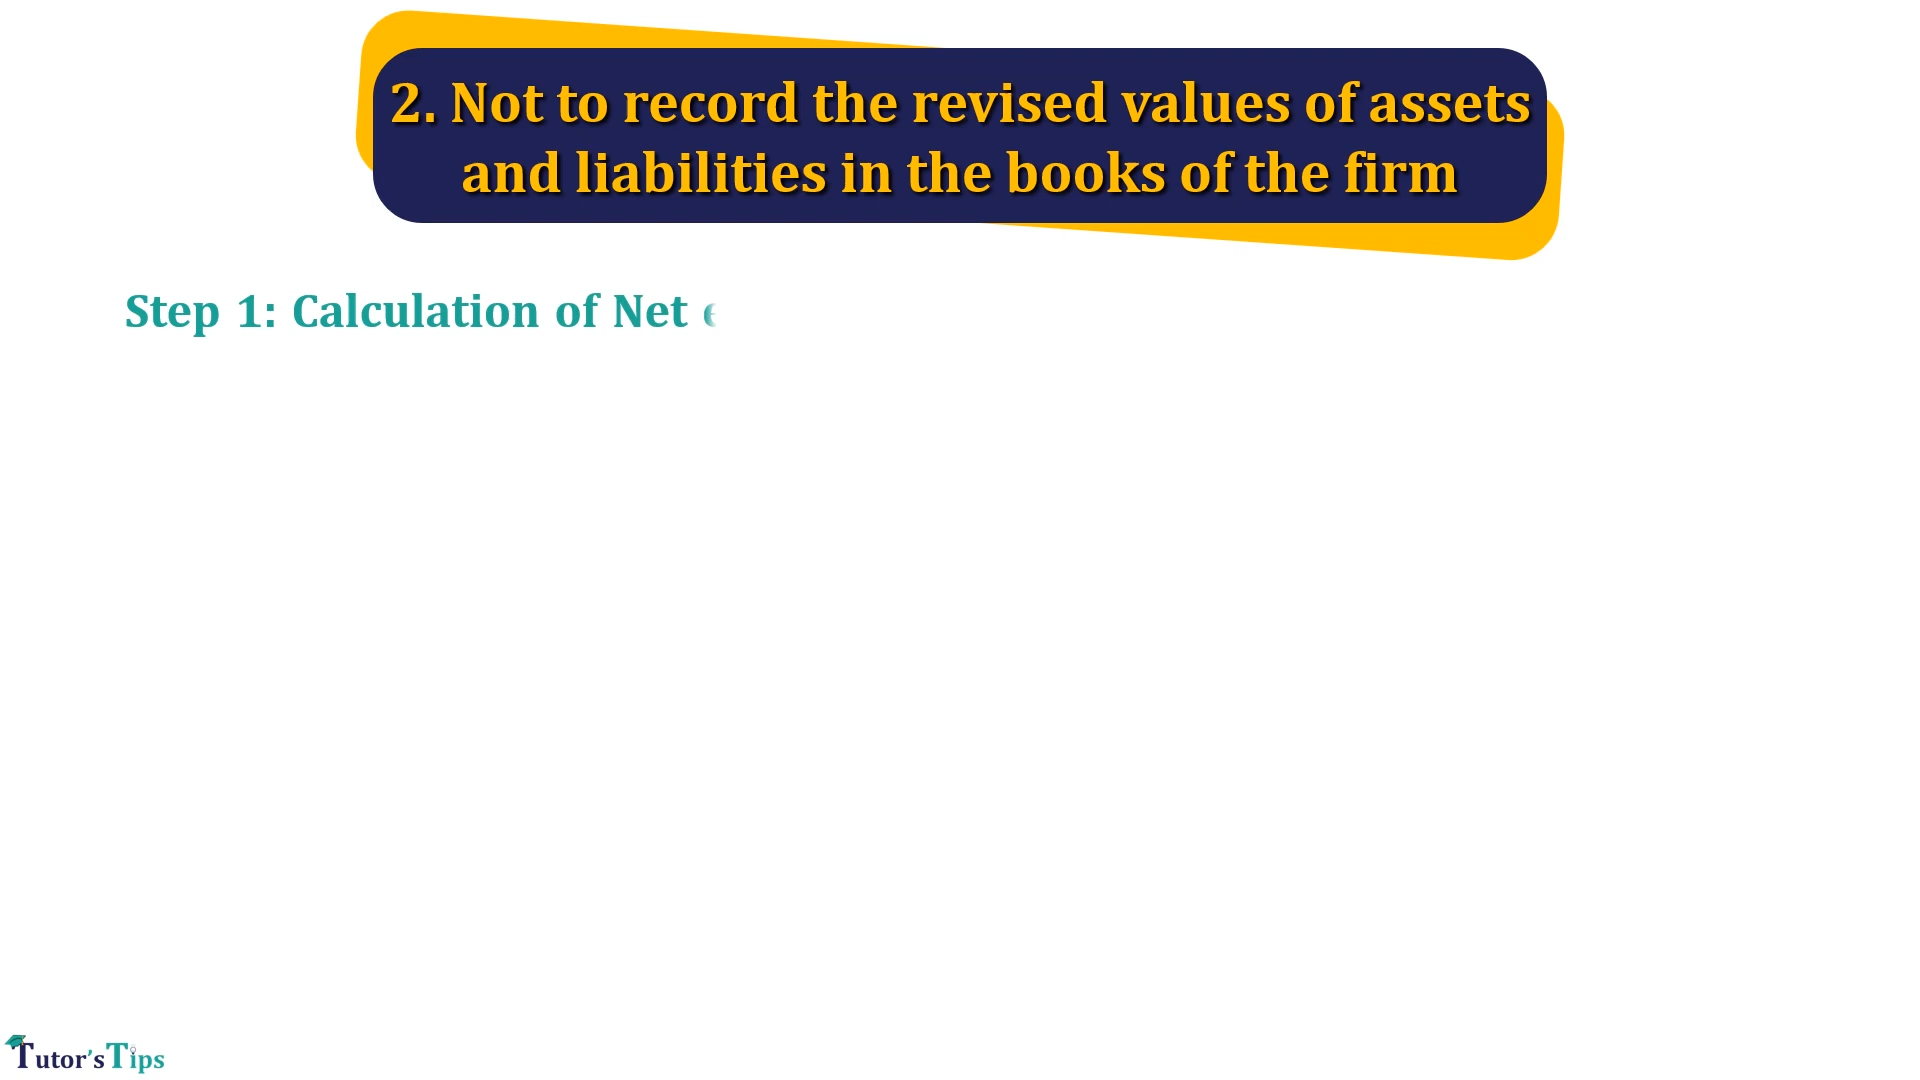 2. Not to record the revised values of assets
and liabilities in the books of the firm
Step 1: Calculation of Net
Tutor'sTips